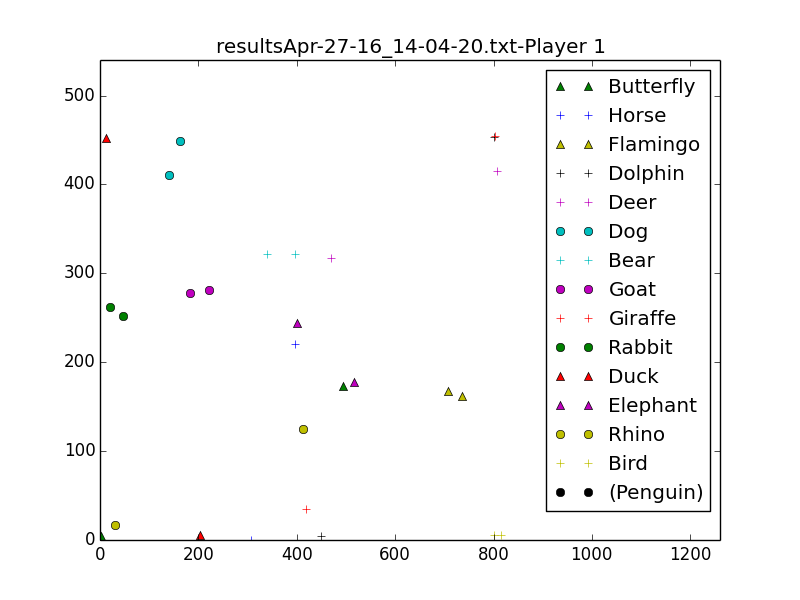 resultsApr-27-16_14-04-20.txt-Player 1
500
400
300
200
100
0
0 200 400 600 800 1000 1200
Butterfly
Horse
Flamingo
Dolphin
Deer
Dog
Bear
Goat
Giraffe
Rabbit
Duck
Elephant
Rhino
Bird
(Penguin)